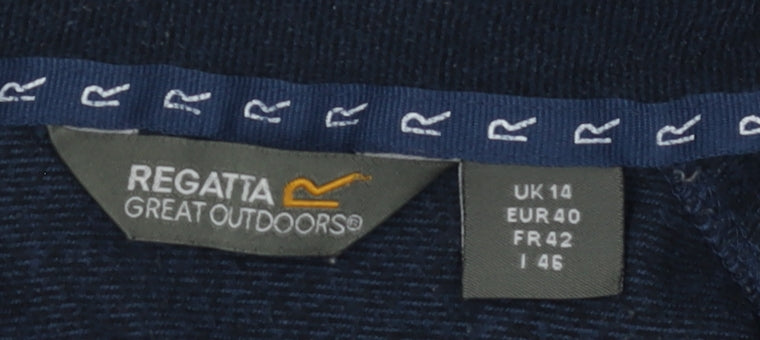 R R R R R R R R R R
REGATTA
GREAT OUTDOORS®
UK 14
EUR 40
FR 42
I 46